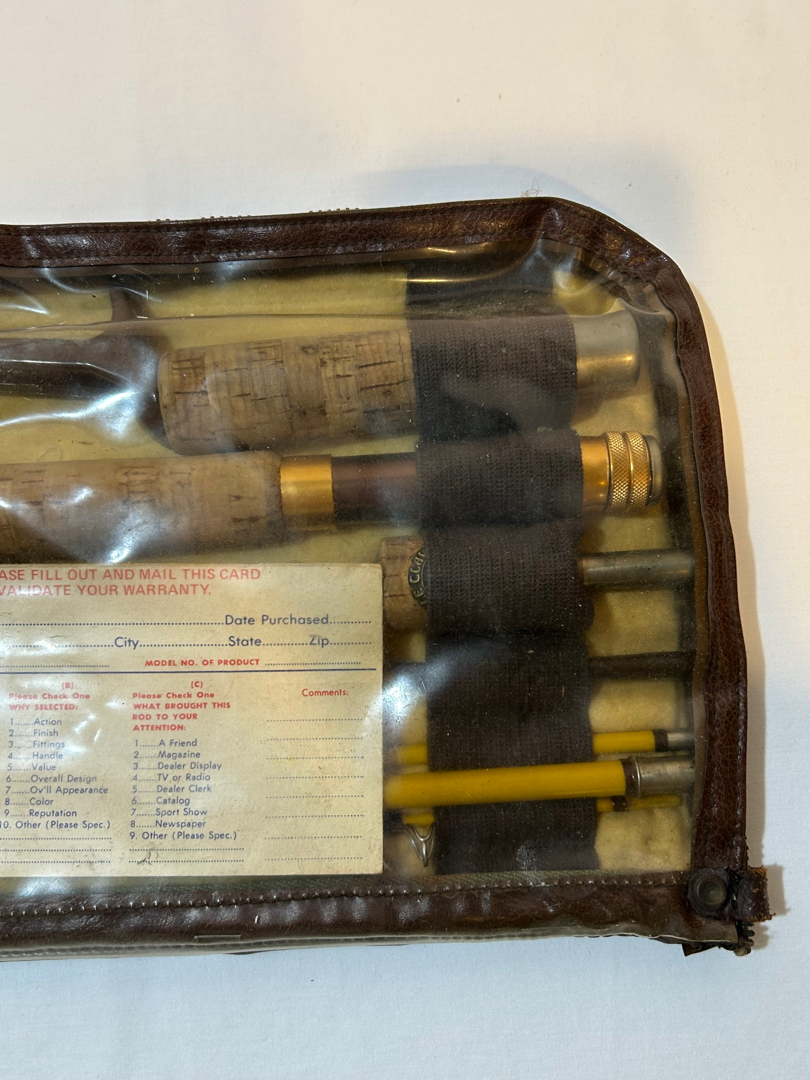 ASE FILL OUT AND MAIL THIS CARD
VALIDATE YOUR WARRANTY.
Date Purchased
City State Zip
MODEL NO. OF PRODUCT
(B)
Please Check One
WHY SELECTED:
1......Action
2......Finish
3......Fittings
4......Handle
5......Value
6......Overall Design
7......Ov'll Appearance
8......Color
9......Reputation
10. Other (Please Spec.)
(C)
Please Check One
WHAT BROUGHT THIS
ROD TO YOUR
ATTENTION:
1......A Friend
2......Magazine
3......Dealer Display
4......TV or Radio
5......Dealer Clerk
6......Catalog
7......Sport Show
8......Newspaper
9. Other (Please Spec.)
Comments: